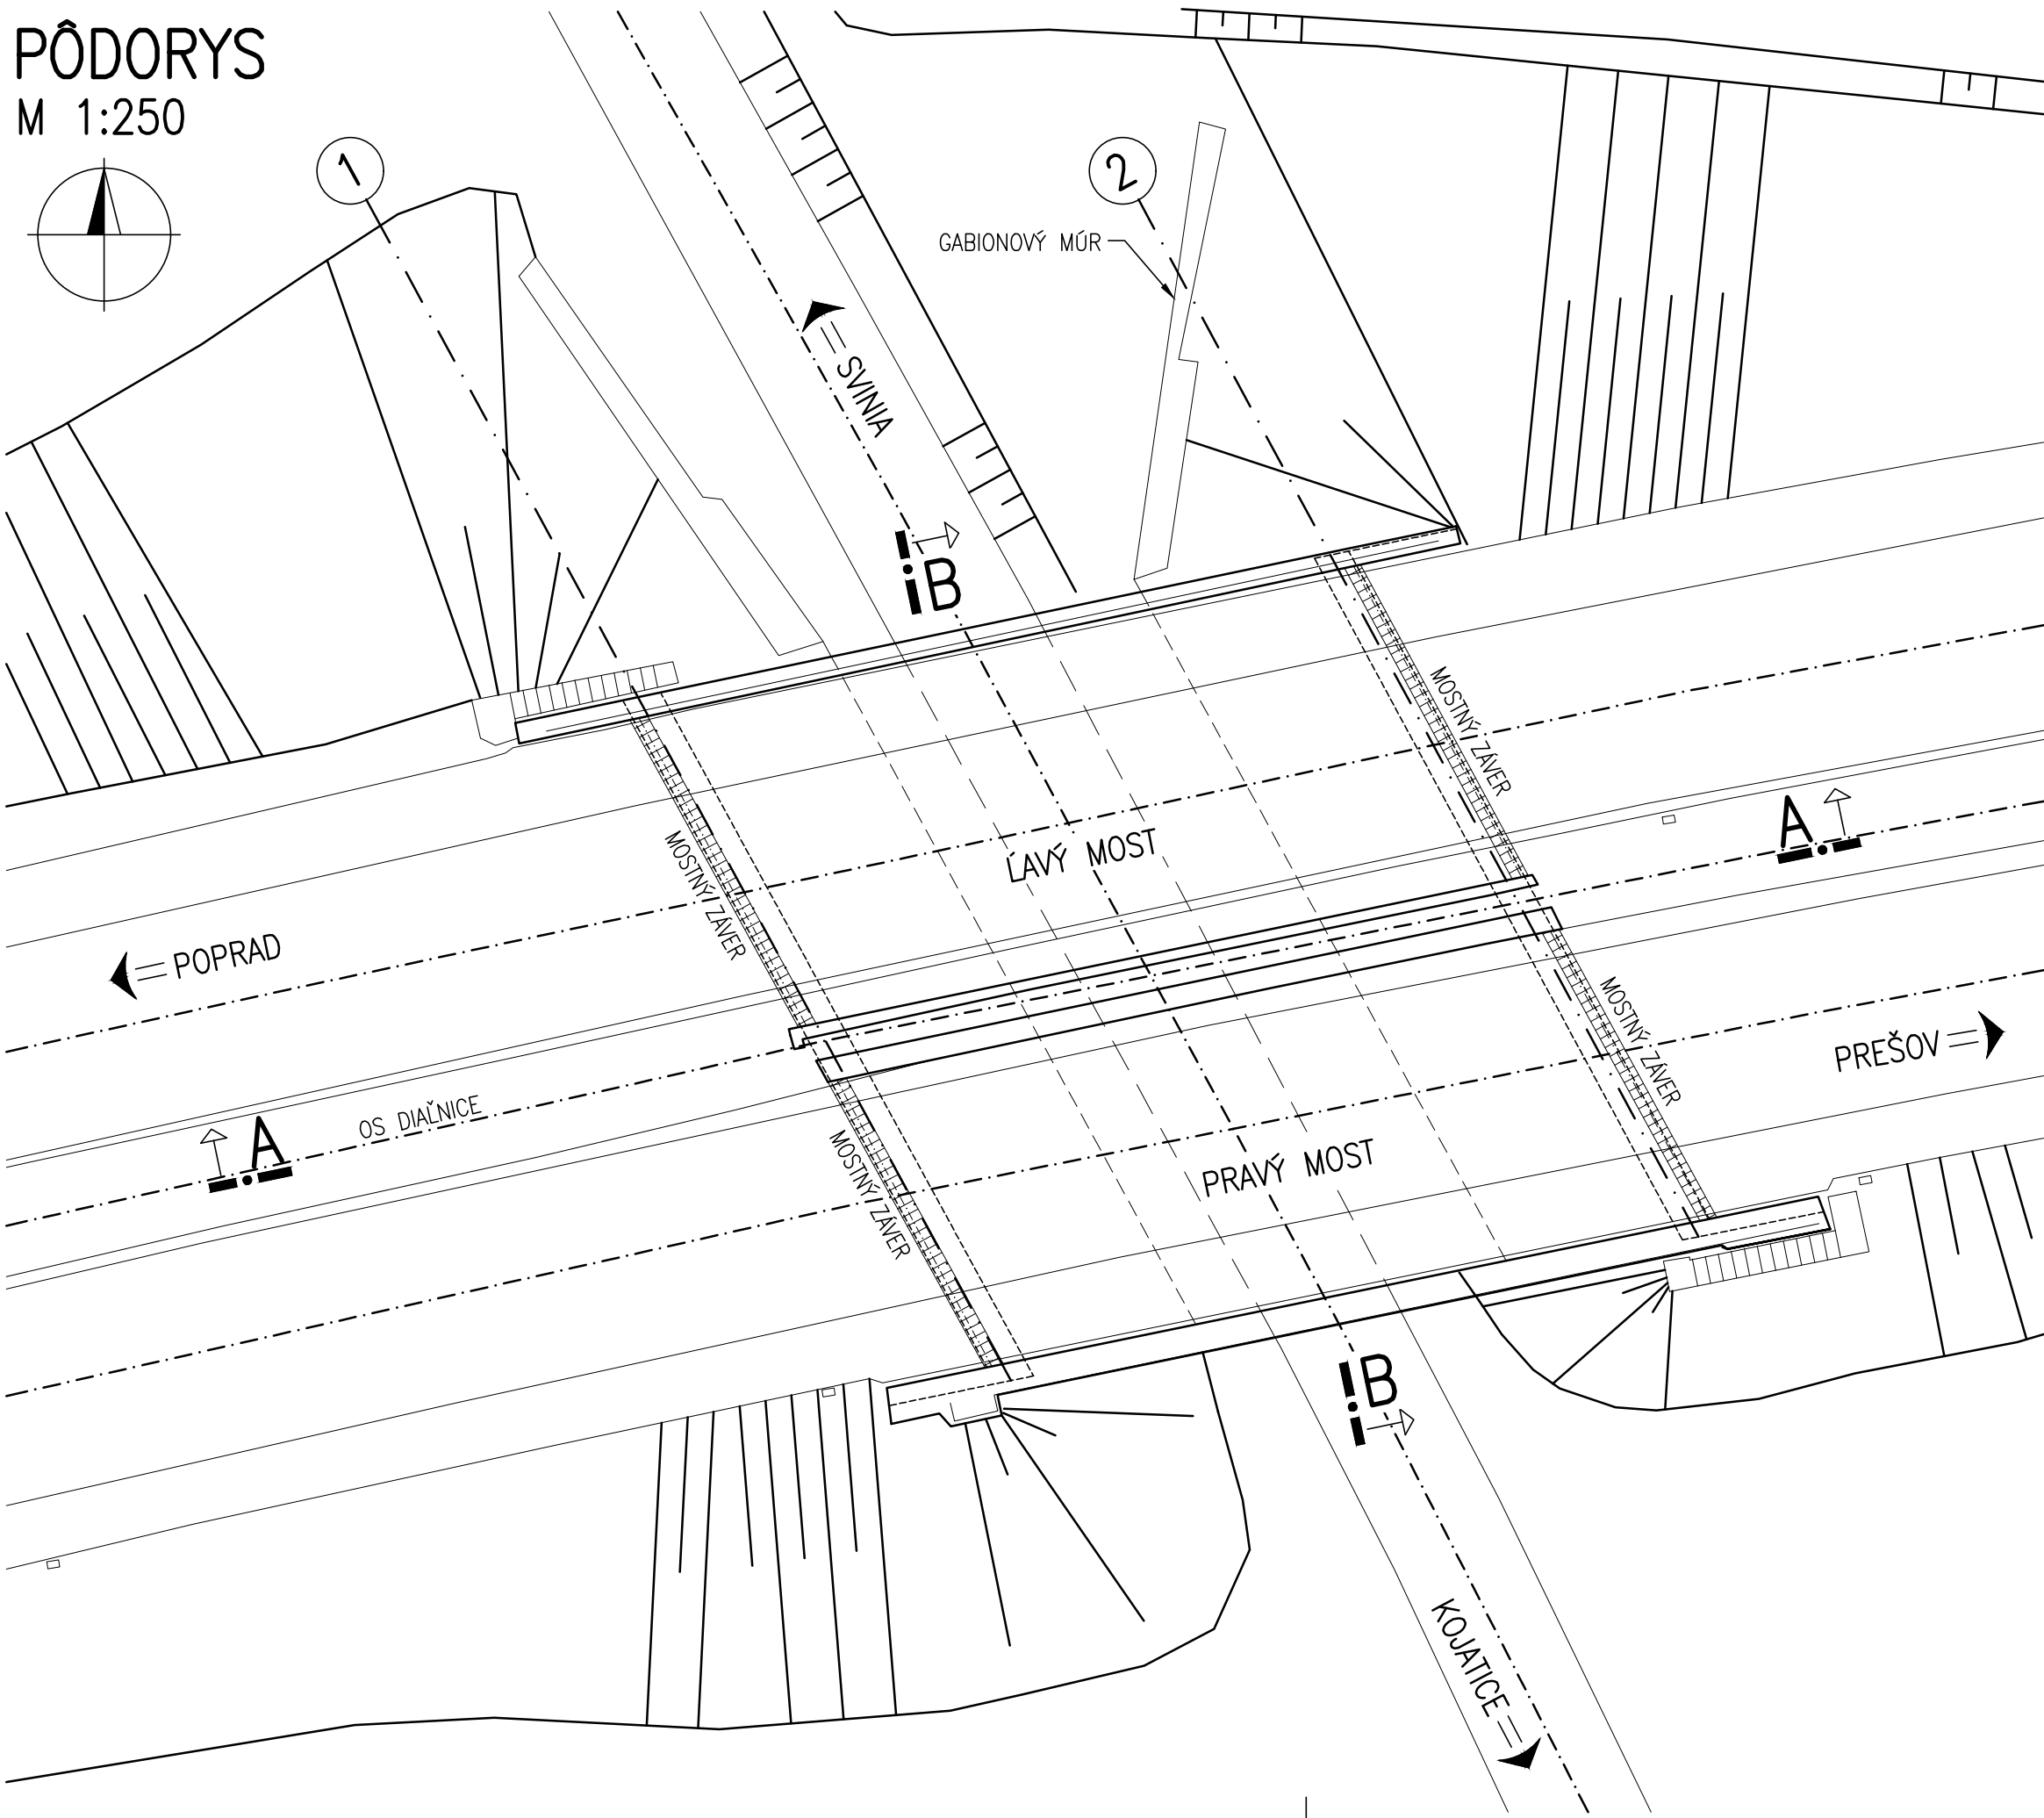 PÔDORYS
M 1:250
1
2
GABIONOVÝ MÚR
SVINIA
B
MOSTNÝ ZÁVER
ĽAVÝ MOST
A
MOSTNÝ ZÁVER
POPRAD
MOSTNÝ ZÁVER
PREŠOV
OS DIAĽNICE
A
MOSTNÝ ZÁVER
PRAVÝ MOST
B
KOJATICE